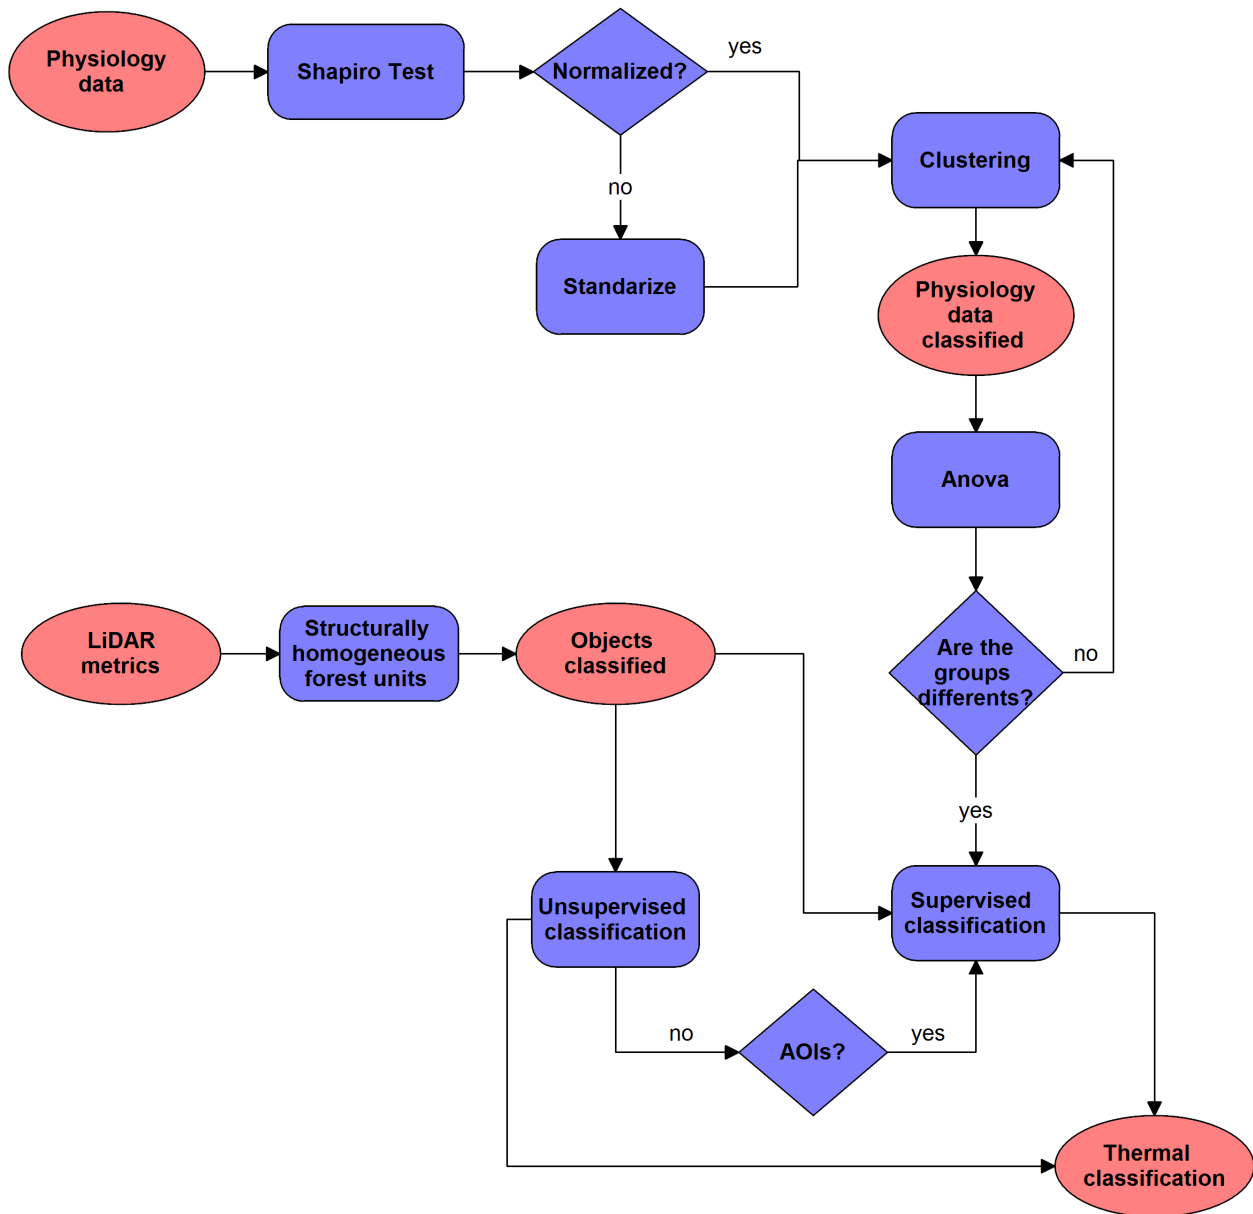 Physiology
data
Shapiro Test
Normalized?
yes
no
Standarize
Clustering
Physiology
data
classified
Anova
Are the
groups
differents?
no
yes
LiDAR
metrics
Structurally
homogeneous
forest units
Objects
classified
Unsupervised
classification
Supervised
classification
no
AOIs?
yes
Thermal
classification